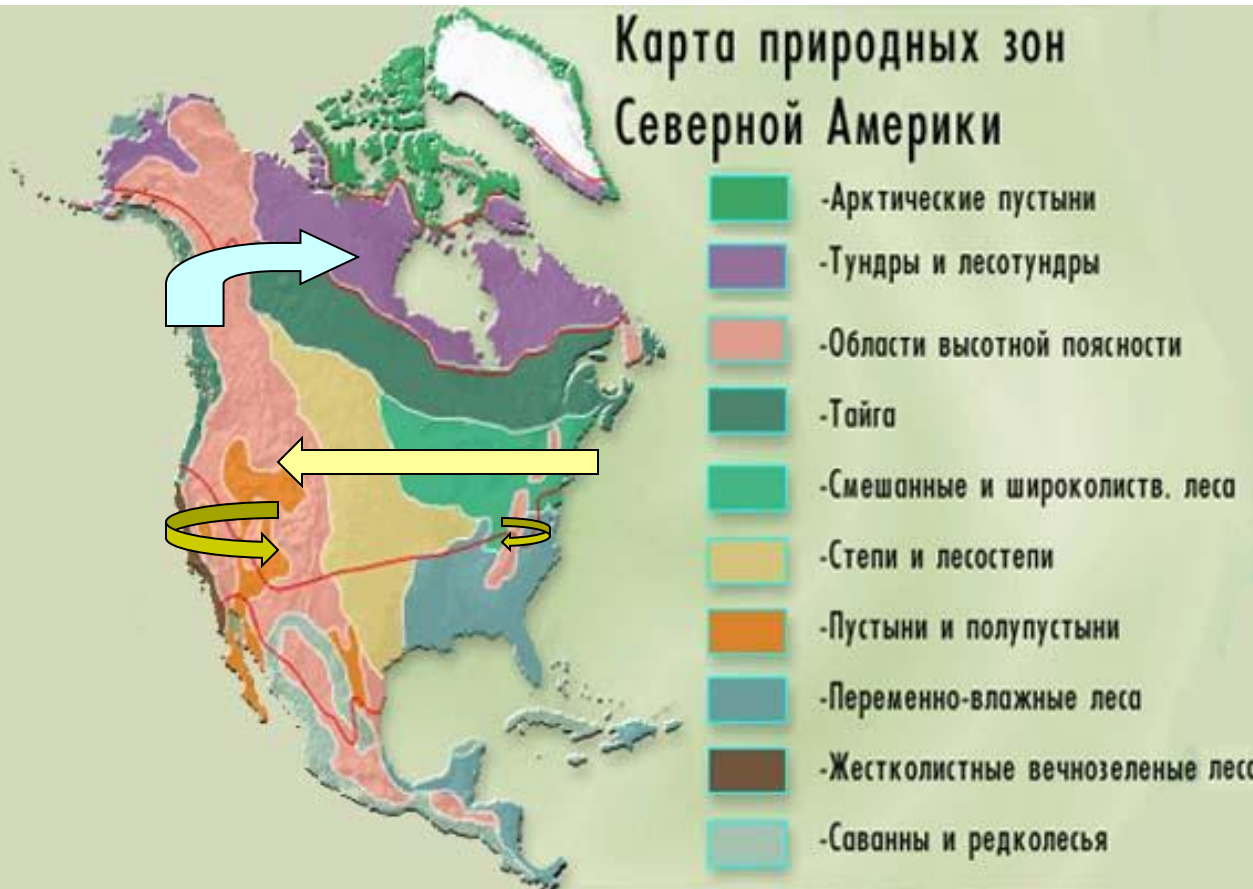 Карта природных зон
Северной Америки
-Арктические пустыни
-Тундры и лесотундры
-Области высотной поясности
-Тайга
-Смешанные и широколиств. леса
-Степи и лесостепи
-Пустыни и полупустыни
-Переменно-влажные леса
-Жестколистные вечнозеленые леса
-Саванны и редколесья